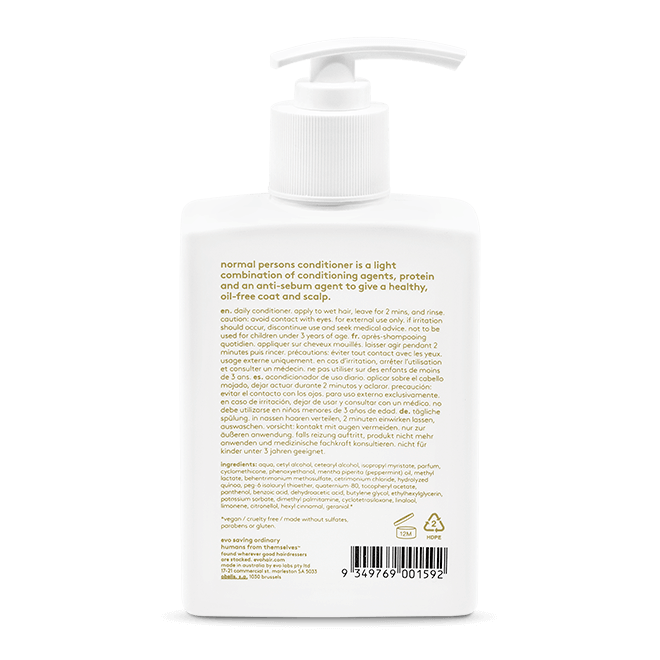 normal persons conditioner is a light
combination of conditioning agents, protein
and an anti-sebum agent to give a healthy,
oil-free coat and scalp.
en. daily conditioner. apply to wet hair, leave for 2 mins, and rinse.
caution: avoid contact with eyes. for external use only. if irritation
should occur, discontinue use and seek medical advice. not to be
used for children under 3 years of age. fr. après-shampooing
quotidien. appliquer sur cheveux mouillés. laisser agir pendant 2
minutes puis rincer. précautions: éviter tout contact avec les yeux.
usage externe uniquement. en cas d'irritation, arrêter l'utilisation
et consulter un médecin. ne pas utiliser sur des enfants de moins
de 3 ans. es. acondicionador de uso diario. aplicar sobre el cabello
mojado, dejar actuar durante 2 minutos y aclarar. precaución:
evitar el contacto con los ojos. para uso externo exclusivamente.
en caso de irritación, dejar de usar y consultar con un médico. no
debe utilizarse en niños menores de 3 años de edad. de. tägliche
spülung. in nassen haaren verteilen, 2 minuten einwirken lassen,
auswaschen. vorsicht: kontakt mit augen vermeiden. nur zur
äußeren anwendung. falls reizung auftritt, produkt nicht mehr
anwenden und medizinische fachkraft konsultieren. nicht für
kinder unter 3 jahren geeignet.
ingredients: aqua, cetyl alcohol, cetearyl alcohol, isopropyl myristate, parfum,
cyclomethicone, phenoxyethanol, mentha piperita (peppermint) oil, methyl
lactate, behentrimonium methosulfate, cetrimonium chloride, hydrolyzed
quinoa, peg-6 isolauryl thioether, quaternium-80, tocopheryl acetate,
panthenol, benzoic acid, dehydroacetic acid, butylene glycol, ethylhexylglycerin,
potassium sorbate, dimethyl palmitamine, cyclotetrasiloxane, linalool,
limonene, citronellol, hexyl cinnamal, geraniol.*
*vegan / cruelty free / made without sulfates,
parabens or gluten.
evo saving ordinary
humans from themselves®
found wherever good hairdressers
are stocked. evohair.com
made in australia by evo labs pty ltd
17-21 commercial st. marleston SA 5033
obelis, s.a. 1030 brussels
12M
2
HDPE
9 349769 001592